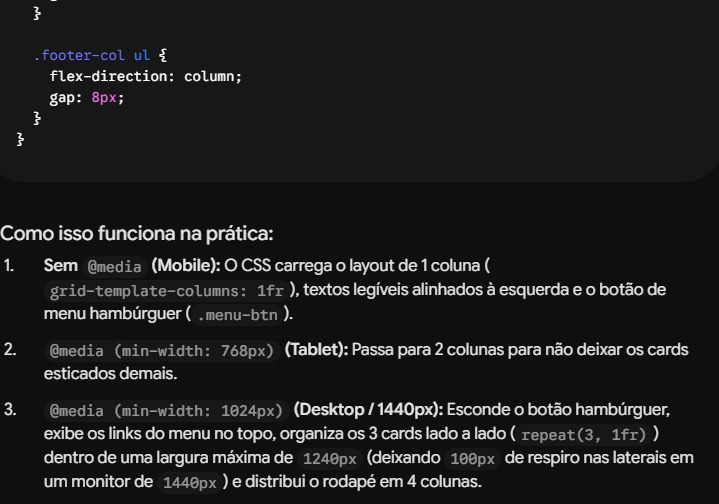 }
.footer-col ul {
flex-direction: column;
gap: 8px;
}
}
Como isso funciona na prática:
1. Sem @media (Mobile): O CSS carrega o layout de 1 coluna (
grid-template-columns: 1fr ), textos legíveis alinhados à esquerda e o botão de
menu hambúrguer ( .menu-btn ).
2. @media (min-width: 768px) (Tablet): Passa para 2 colunas para não deixar os cards
esticados demais.
3. @media (min-width: 1024px) (Desktop / 1440px): Esconde o botão hambúrguer,
exibe os links do menu no topo, organiza os 3 cards lado a lado ( repeat(3, 1fr) )
dentro de uma largura máxima de 1240px (deixando 100px de respiro nas laterais em
um monitor de 1440px ) e distribui o rodapé em 4 colunas.